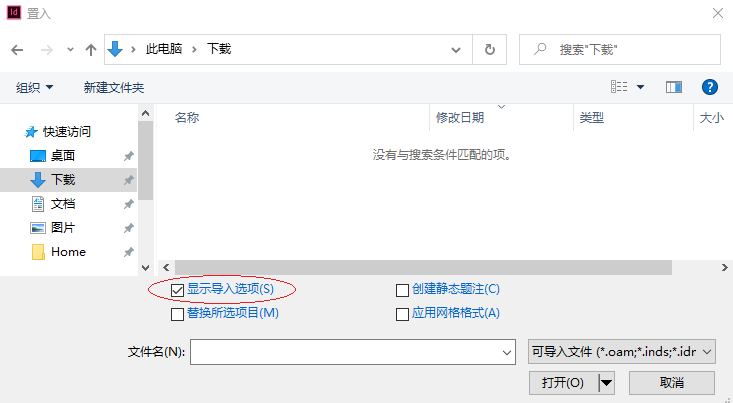 Id 置入
此电脑 下载 搜索"下载"
组织 新建文件夹
名称 修改日期 类型 大小
快速访问
桌面
下载
文档
图片
Home
没有与搜索条件匹配的项。
显示导入选项(S) 创建静态题注(C)
替换所选项目(M) 应用网格格式(A)
文件名(N): 可导入文件 (*.oam;*.inds;*.idm
打开(O) 取消